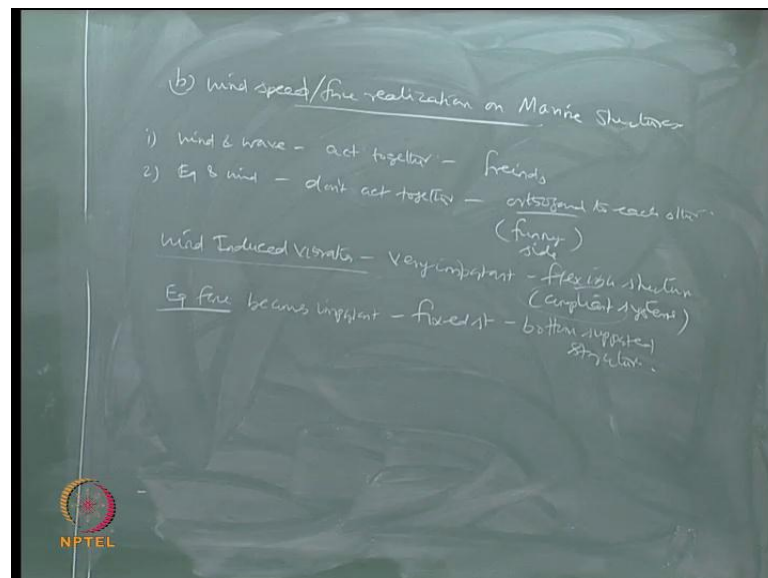 b) Wind speed/force realization on Marine Structures
1) Wind & wave - act together - freinds
2) Eq & wind - don't act together - orthogonal to each other.
(funny
side)
Wind Induced vibration - very important - flexible structure
(compliant systems)
Eq force becomes important - fixed st - bottom supported
structure.
NPTEL